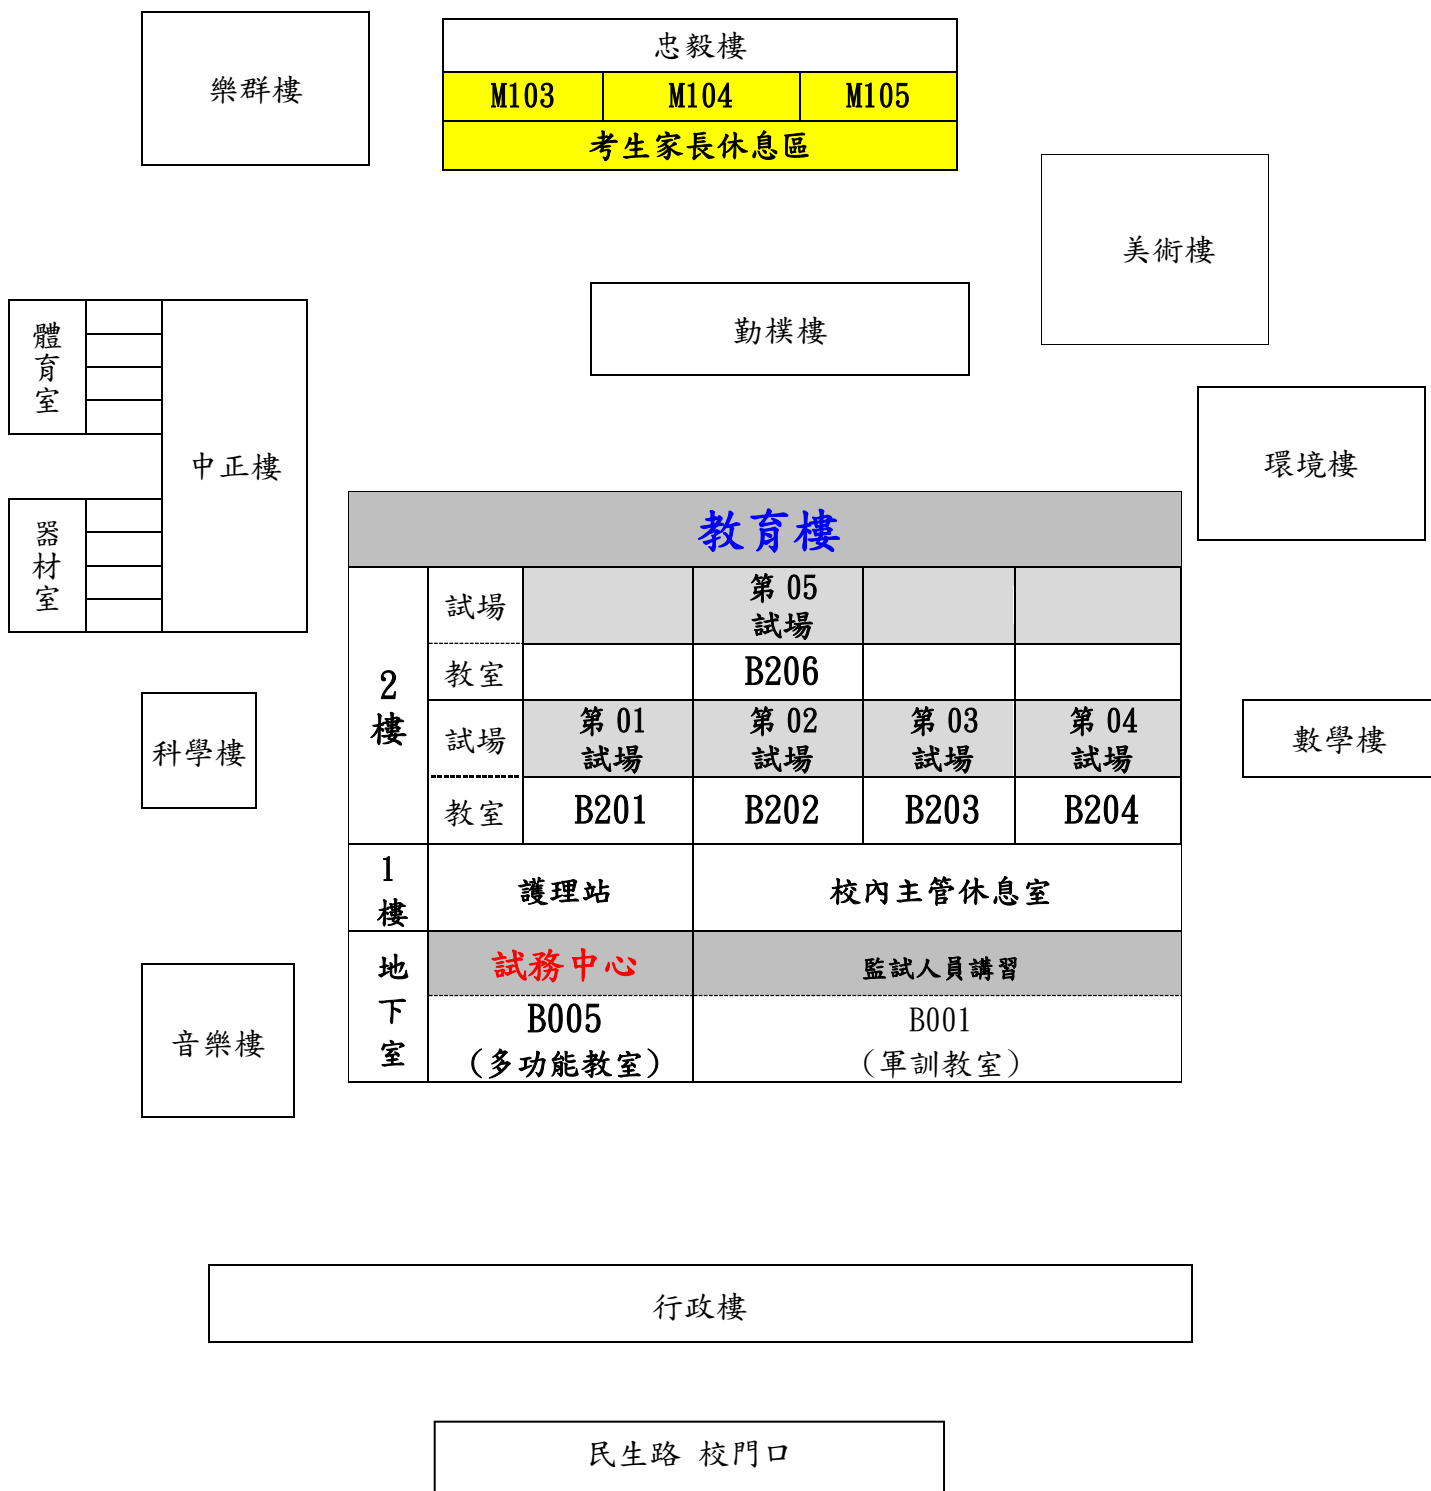 樂群樓
忠毅樓
M103 M104 M105
考生家長休息區
美術樓
勤樸樓
體育室
中正樓
器材室
環境樓
教育樓
2樓
試場
第 05
試場
教室 B206
試場
第 01
試場
第 02
試場
第 03
試場
第 04
試場
教室 B201 B202 B203 B204
科學樓
數學樓
1樓
護理站 校內主管休息室
地下室
試務中心 監試人員講習
B005
(多功能教室)
B001
(軍訓教室)
音樂樓
行政樓
民生路 校門口